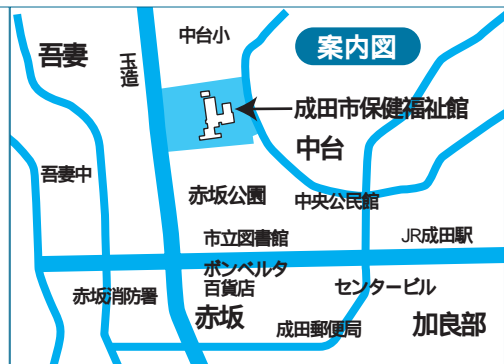 中台小
案内図
吾妻
玉造
成田市保健福祉館
中台
吾妻中
赤坂公園
中央公民館
市立図書館
JR成田駅
ボンベルタ
百貨店
センタービル
赤坂消防署
赤坂
成田郵便局
加良部